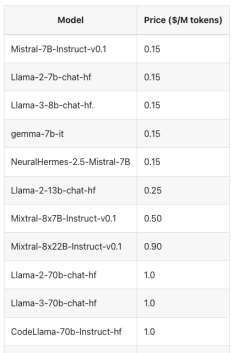 Model Price ($/M tokens)
Mistral-7B-Instruct-v0.1 0.15
Llama-2-7b-chat-hf 0.15
Llama-3-8b-chat-hf. 0.15
gemma-7b-it 0.15
NeuralHermes-2.5-Mistral-7B 0.15
Llama-2-13b-chat-hf 0.25
Mixtral-8x7B-Instruct-v0.1 0.50
Mixtral-8x22B-Instruct-v0.1 0.90
Llama-2-70b-chat-hf 1.0
Llama-3-70b-chat-hf 1.0
CodeLlama-70b-Instruct-hf 1.0